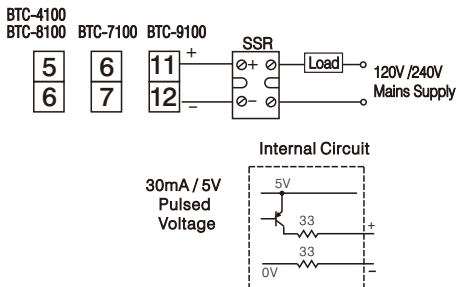 BTC-4100
BTC-8100 BTC-7100 BTC-9100
SSR
5 6 11 + + Load
120V /240V
Mains Supply
6 7 12 − −
Internal Circuit
30mA / 5V
Pulsed
Voltage
5V
33
+
33
0V
−